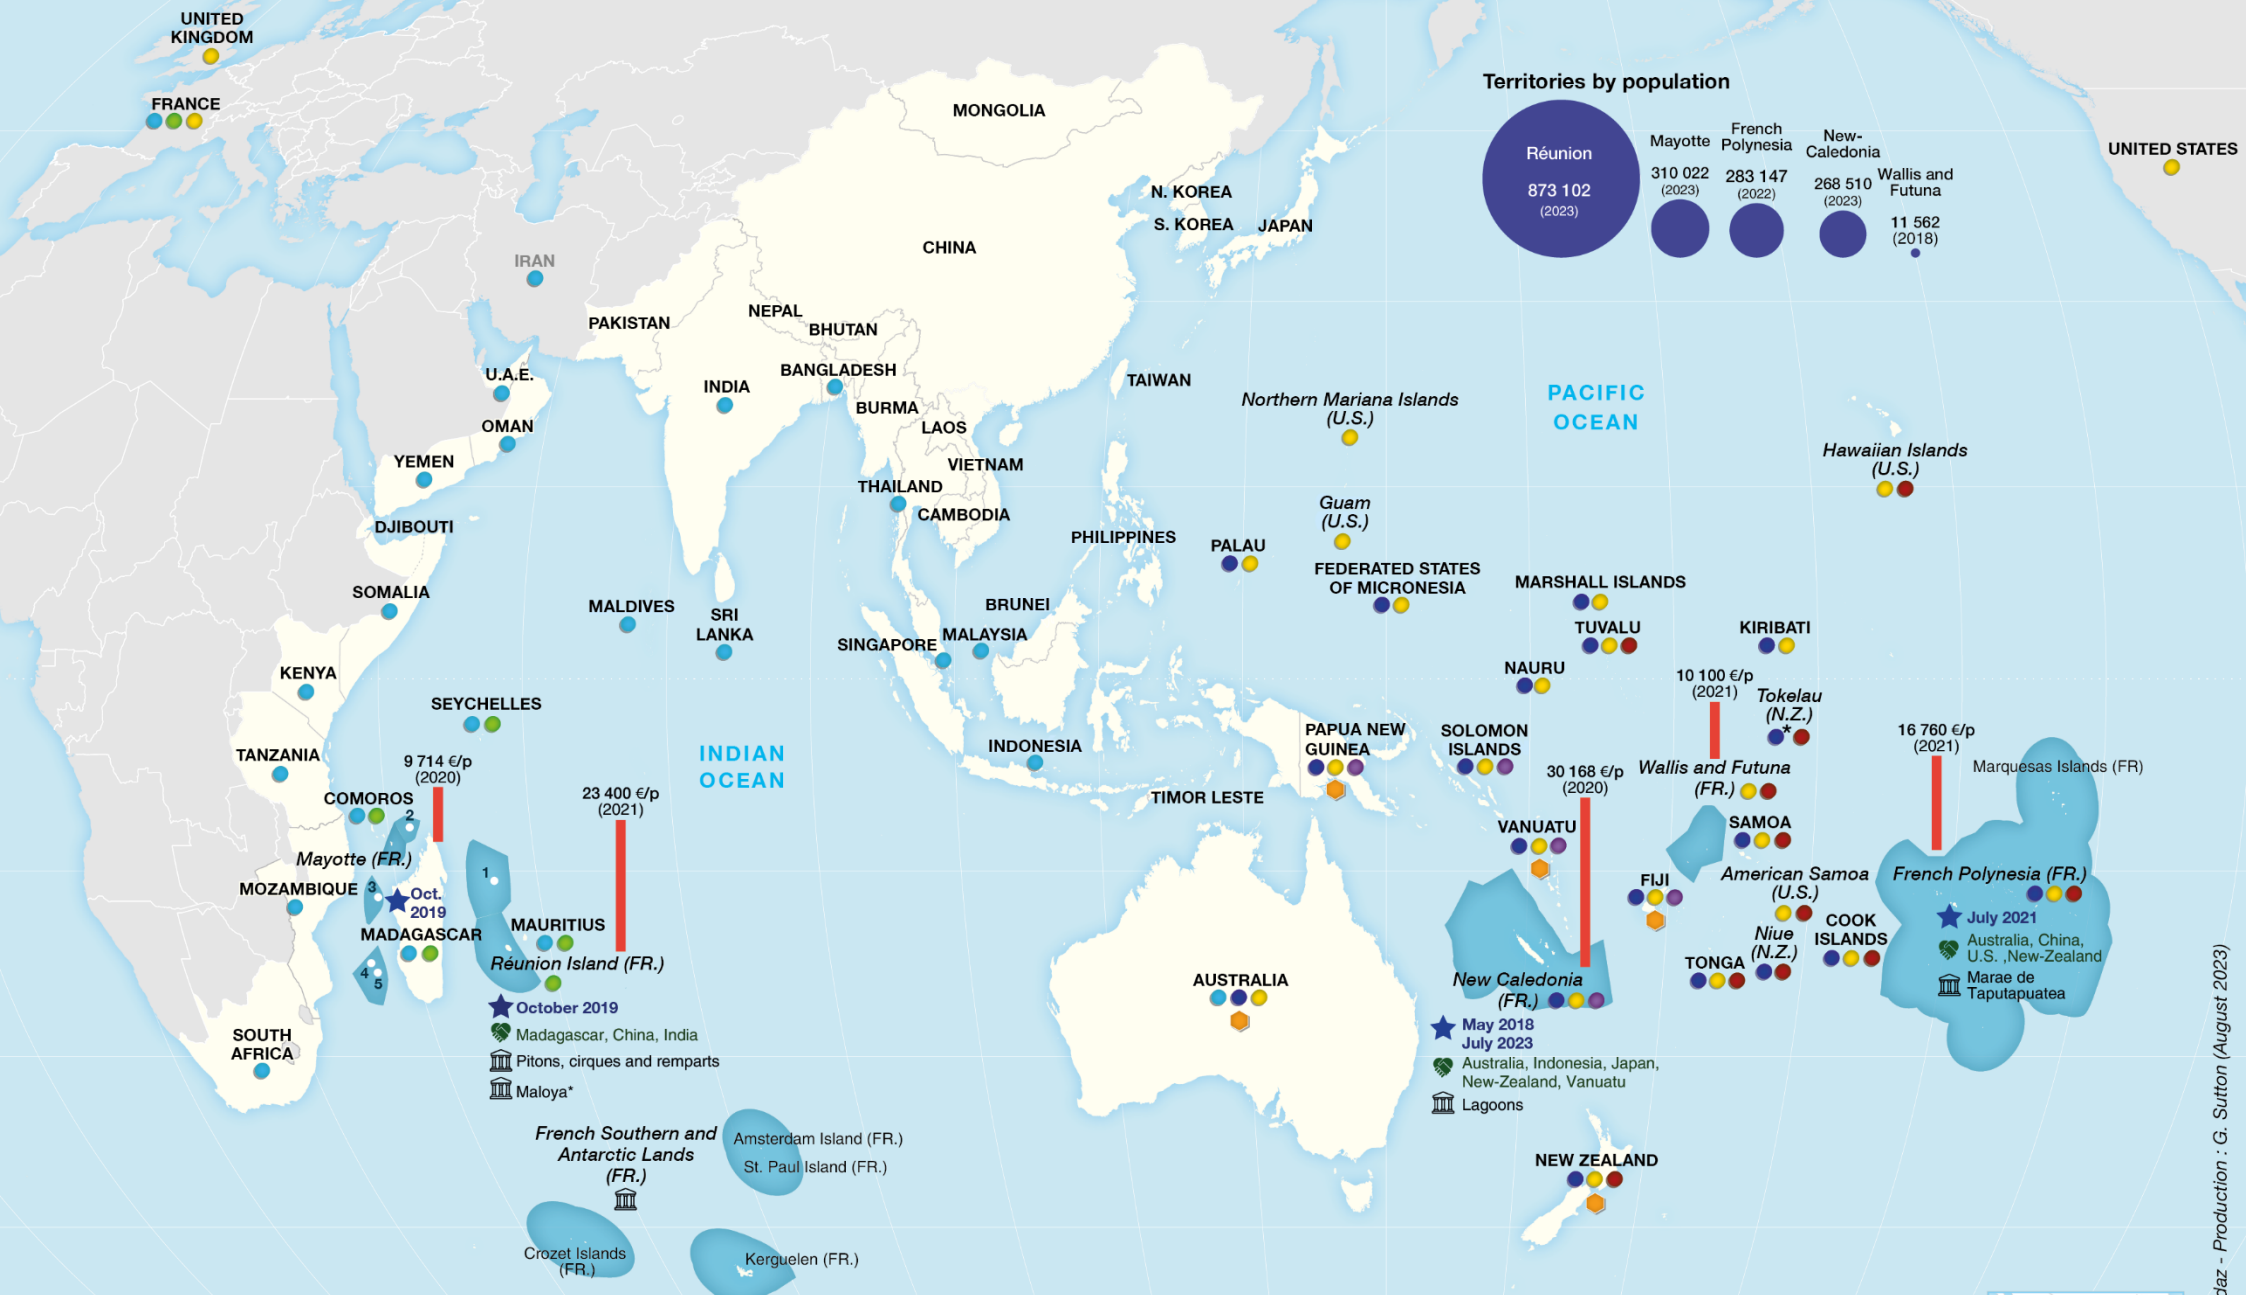 UNITED
KINGDOM
FRANCE
MONGOLIA
Territories by population
Réunion
873 102
(2023)
Mayotte
310 022
(2023)
French
Polynesia
283 147
(2022)
New-
Caledonia
268 510
(2023)
Wallis and
Futuna
11 562
(2018)
UNITED STATES
N. KOREA
S. KOREA
JAPAN
CHINA
IRAN
PAKISTAN
NEPAL
BHUTAN
BANGLADESH
INDIA
U.A.E.
OMAN
YEMEN
DJIBOUTI
BURMA
LAOS
VIETNAM
THAILAND
CAMBODIA
TAIWAN
PHILIPPINES
Northern Mariana Islands
(U.S.)
PACIFIC
OCEAN
Hawaiian Islands
(U.S.)
Guam
(U.S.)
PALAU
FEDERATED STATES
OF MICRONESIA
MARSHALL ISLANDS
TUVALU
KIRIBATI
NAURU
SOMALIA
MALDIVES
SRI
LANKA
BRUNEI
SINGAPORE
MALAYSIA
KENYA
SEYCHELLES
TANZANIA
INDIAN
OCEAN
INDONESIA
TIMOR LESTE
PAPUA NEW
GUINEA
SOLOMON
ISLANDS
10 100 €/p
(2021)
Tokelau
(N.Z.)
*
Wallis and Futuna
(FR.)
16 760 €/p
(2021)
Marquesas Islands (FR)
9 714 €/p
(2020)
COMOROS
2
Mayotte (FR.)
23 400 €/p
(2021)
30 168 €/p
(2020)
VANUATU
SAMOA
MOZAMBIQUE
3
Oct.
2019
1
MADAGASCAR
4
5
MAURITIUS
Réunion Island (FR.)
October 2019
Madagascar, China, India
Pitons, cirques and remparts
Maloya*
FIJI
American Samoa
(U.S.)
French Polynesia (FR.)
July 2021
Australia, China,
U.S. ,New-Zealand
Marae de
Taputapuatea
COOK
ISLANDS
Niue
(N.Z.)
TONGA
AUSTRALIA
New Caledonia
(FR.)
May 2018
July 2023
Australia, Indonesia, Japan,
New-Zealand, Vanuatu
Lagoons
SOUTH
AFRICA
French Southern and
Antarctic Lands
(FR.)
Amsterdam Island (FR.)
St. Paul Island (FR.)
Crozet Islands
(FR.)
Kerguelen (FR.)
NEW ZEALAND
daz - Production : G. Sutton (August 2023)